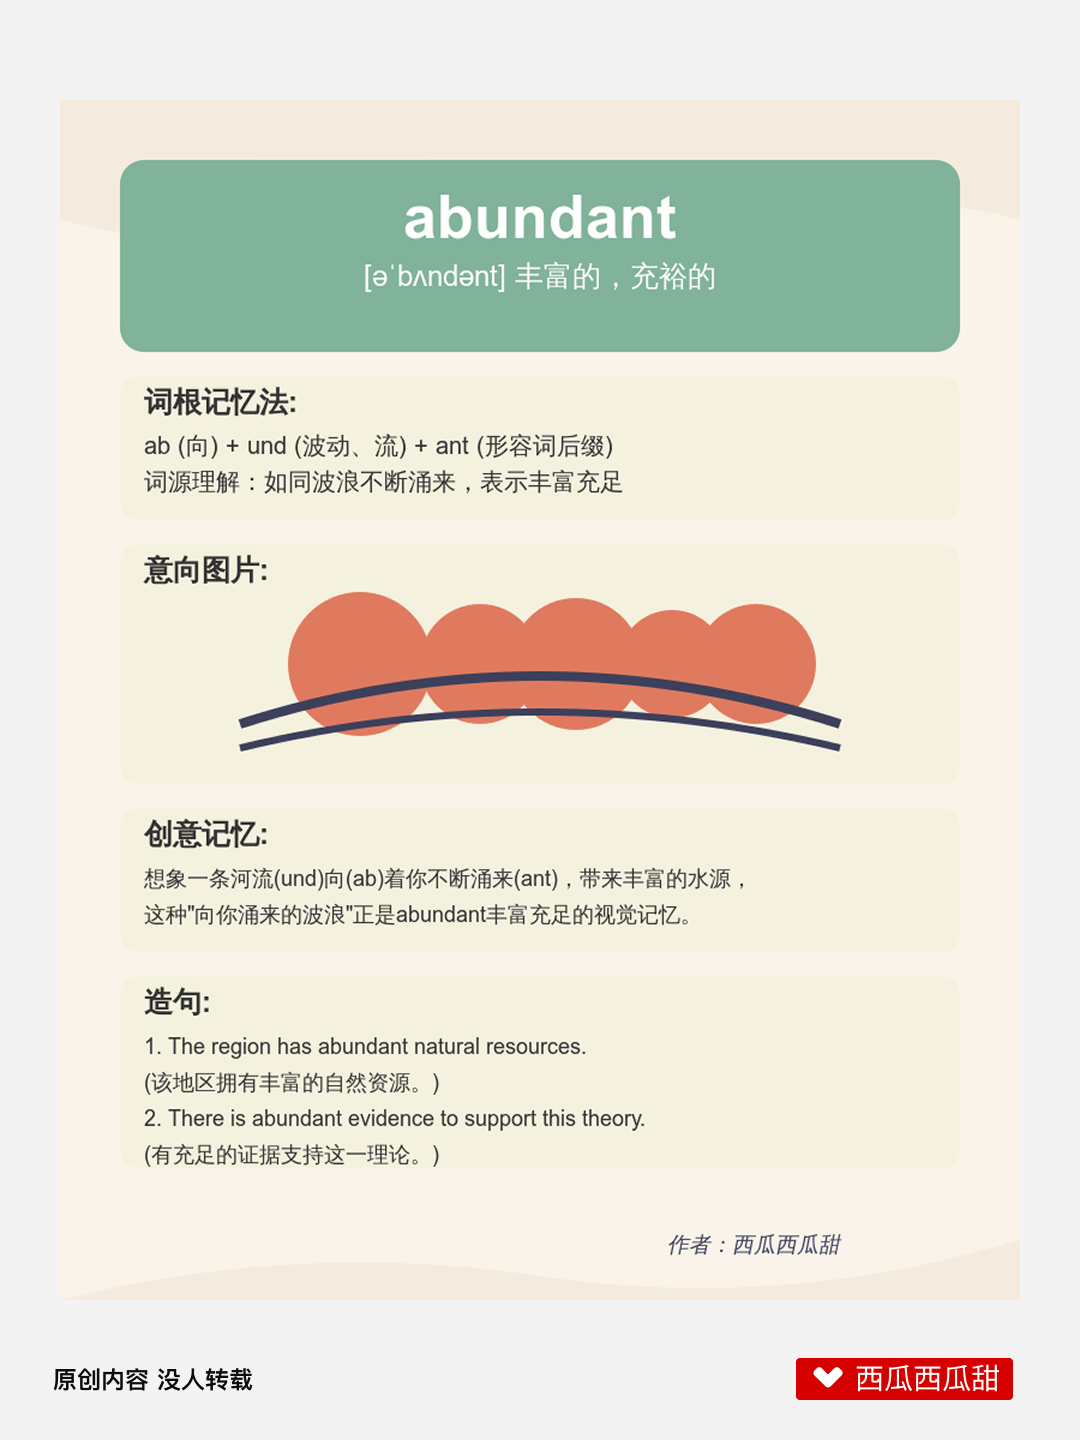 abundant
[əˈbʌndənt] 丰富的，充裕的
词根记忆法:
ab (向) + und (波动、流) + ant (形容词后缀)
词源理解：如同波浪不断涌来，表示丰富充足
意向图片:
创意记忆:
想象一条河流(und)向(ab)着你不断涌来(ant)，带来丰富的水源，
这种"向你涌来的波浪"正是abundant丰富充足的视觉记忆。
造句:
1. The region has abundant natural resources.
(该地区拥有丰富的自然资源。)
2. There is abundant evidence to support this theory.
(有充足的证据支持这一理论。)
作者：西瓜西瓜甜
原创内容 没人转载
西瓜西瓜甜